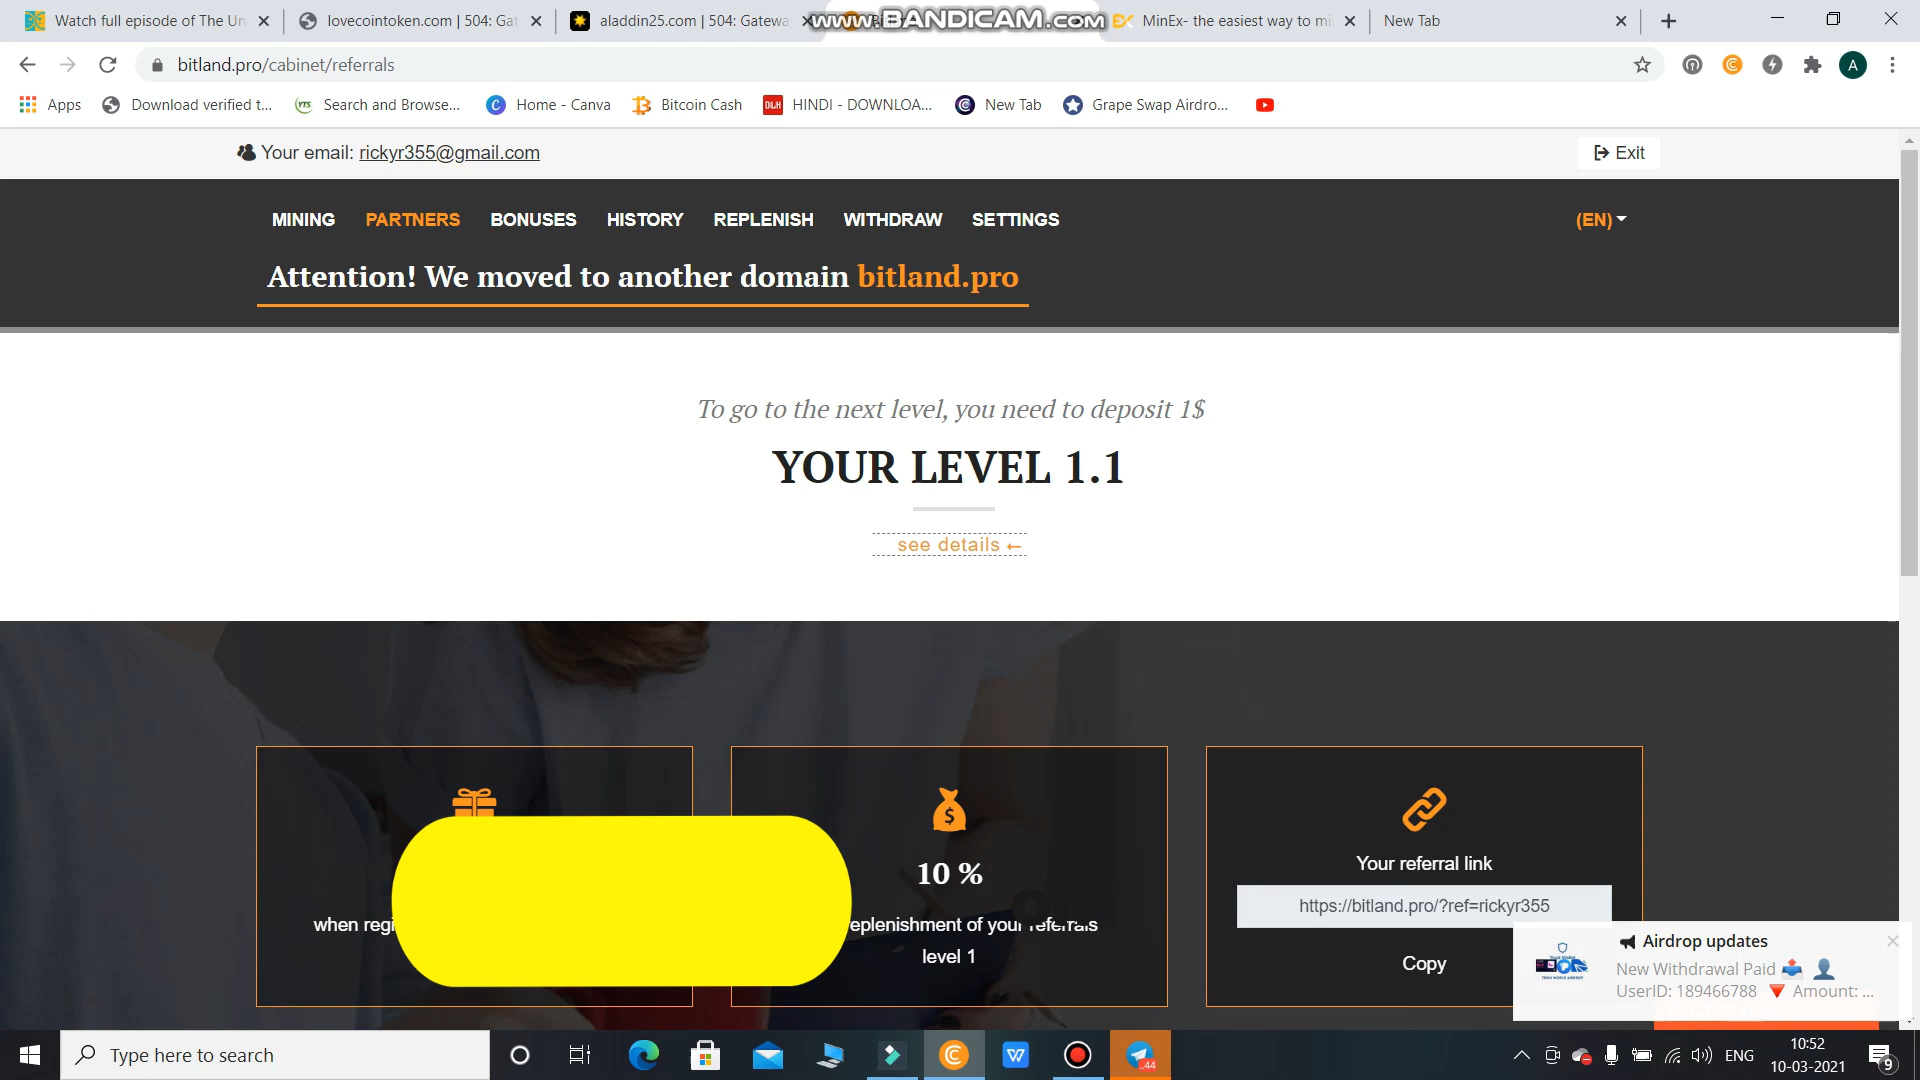 Watch full episode of The Un
lovecointoken.com | 504: Gat
aladdin25.com | 504: Gatewa
www.BANDICAM.com
MinEx- the easiest way to mi
New Tab
bitland.pro/cabinet/referrals
A
Apps
Download verified t...
Search and Browse...
Home - Canva
Bitcoin Cash
HINDI - DOWNLOA...
New Tab
Grape Swap Airdro...
Your email: rickyr355@gmail.com
Exit
MINING PARTNERS BONUSES HISTORY REPLENISH WITHDRAW SETTINGS
(EN)
Attention! We moved to another domain bitland.pro
To go to the next level, you need to deposit 1$
YOUR LEVEL 1.1
see details ←
when regi
10 %
eplenishment of your referrals
level 1
Your referral link
https://bitland.pro/?ref=rickyr355
Copy
Airdrop updates
New Withdrawal Paid
UserID: 189466788 Amount: ...
Type here to search
44
ENG
10:52
10-03-2021
9